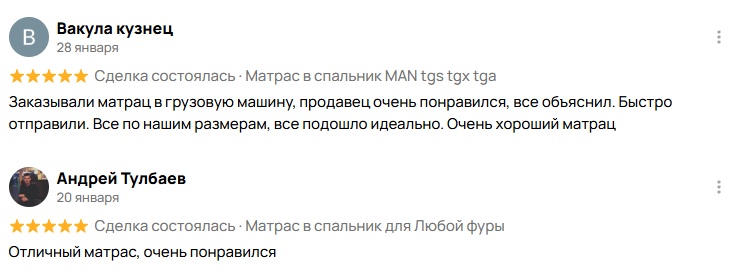 В
Вакула кузнец
28 января
Сделка состоялась · Матрас в спальник MAN tgs tgx tga
Заказывали матрац в грузовую машину, продавец очень понравился, все объяснил. Быстро
отправили. Все по нашим размерам, все подошло идеально. Очень хороший матрац
Андрей Тулбаев
20 января
Сделка состоялась · Матрас в спальник для Любой фуры
Отличный матрас, очень понравился